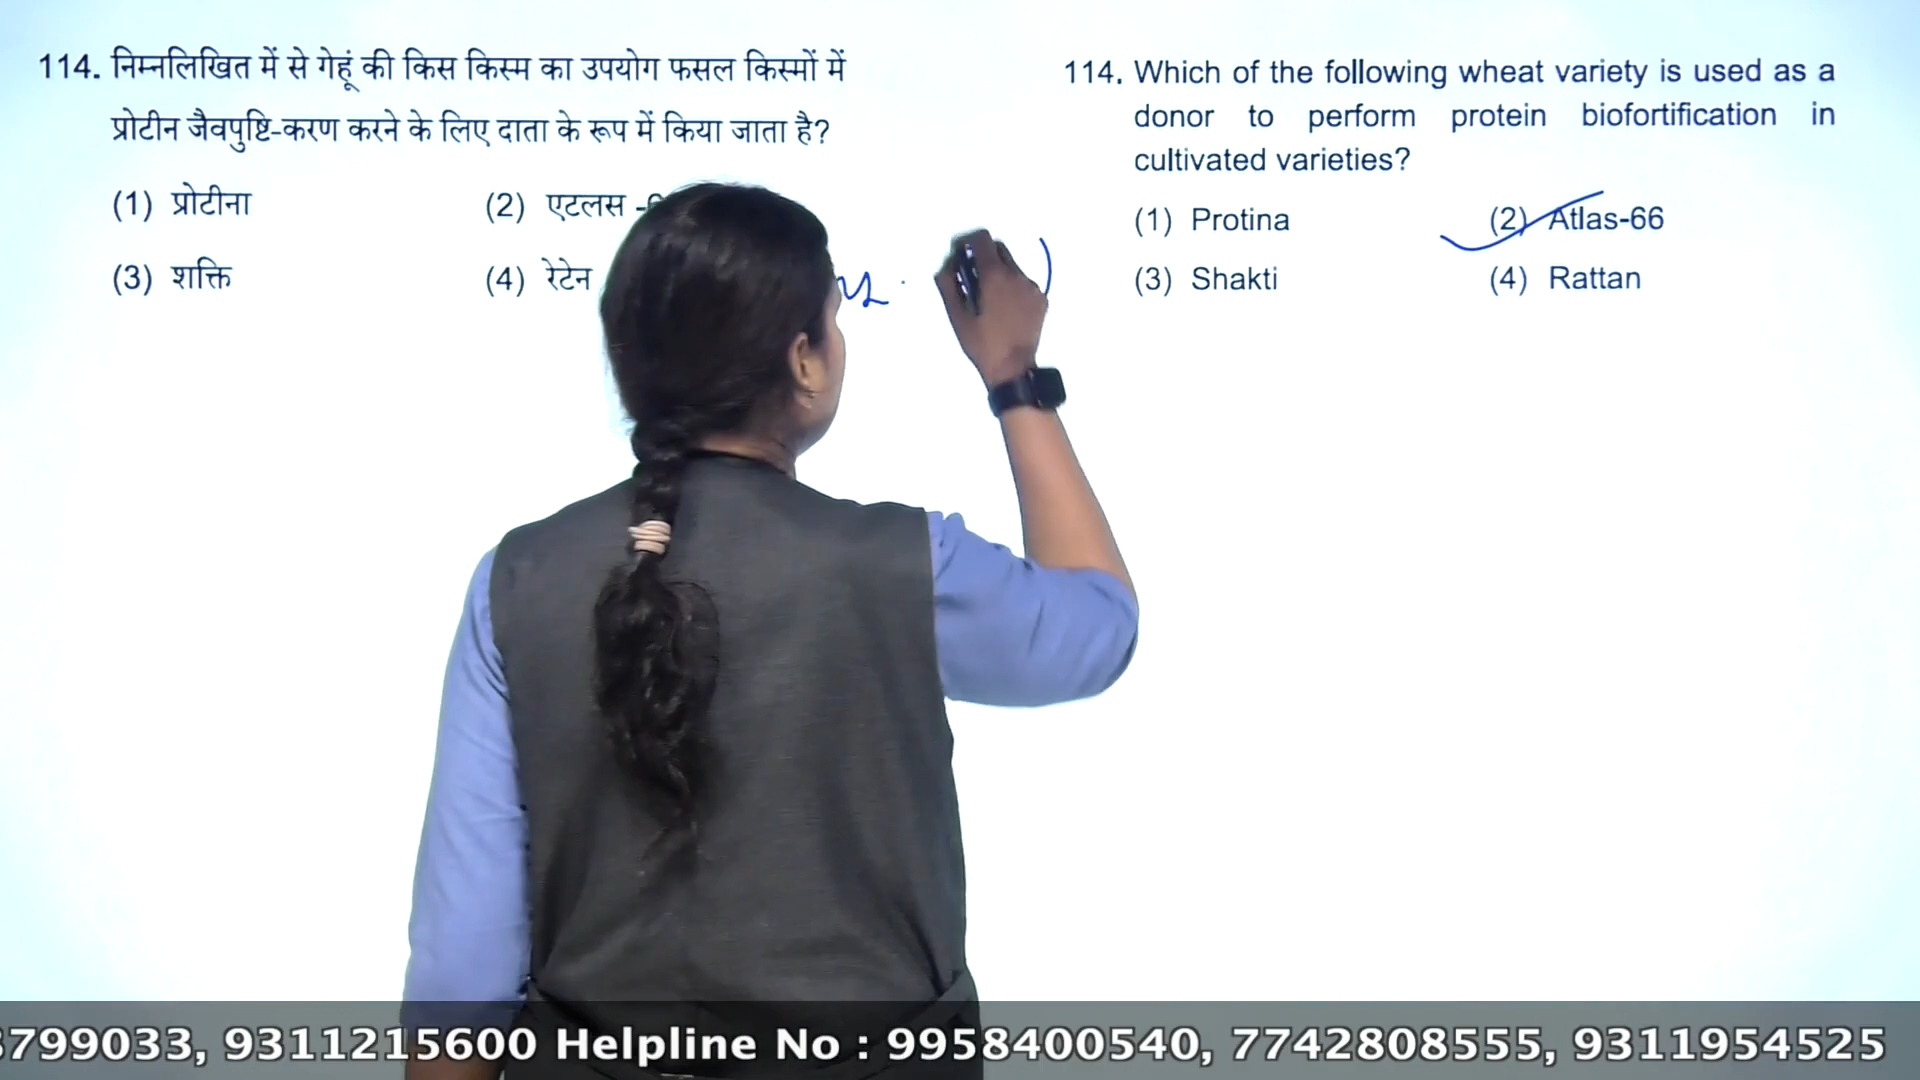 114. निम्नलिखित में से गेहूं की किस किस्म का उपयोग फसल किस्मों में
प्रोटीन जैवपुष्टि-करण करने के लिए दाता के रूप में किया जाता है?
(1) प्रोटीना
(2) एटलस -
(3) शक्ति
(4) रेटेन
114. Which of the following wheat variety is used as a
donor to perform protein biofortification in
cultivated varieties?
(1) Protina
(2) Atlas-66
(3) Shakti
(4) Rattan
799033, 9311215600 Helpline No : 9958400540, 7742808555, 9311954525